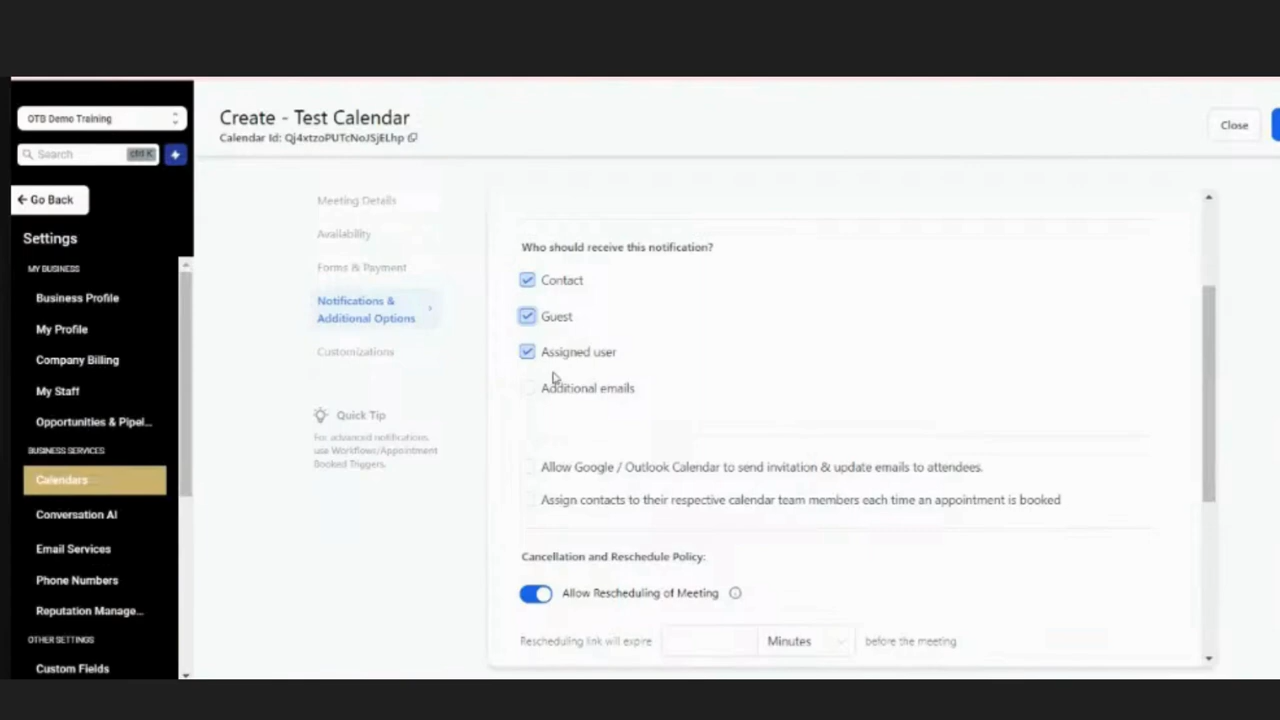 OTB Demo Training
Search
ctrl K
Go Back
Settings
MY BUSINESS
Business Profile
My Profile
Company Billing
My Staff
Opportunities & Pipel...
BUSINESS SERVICES
Calendars
Conversation AI
Email Services
Phone Numbers
Reputation Manage...
OTHER SETTINGS
Custom Fields
Create - Test Calendar
Calendar Id: Qj4xtzoPUTcNoJSjELhp
Close
Meeting Details
Availability
Forms & Payment
Notifications &
Additional Options
Customizations
Quick Tip
For advanced notifications,
use Workflows/Appointment
Booked Triggers.
Who should receive this notification?
Contact
Guest
Assigned user
Additional emails
Allow Google / Outlook Calendar to send invitation & update emails to attendees.
Assign contacts to their respective calendar team members each time an appointment is booked
Cancellation and Reschedule Policy:
Allow Rescheduling of Meeting
Rescheduling link will expire Minutes before the meeting